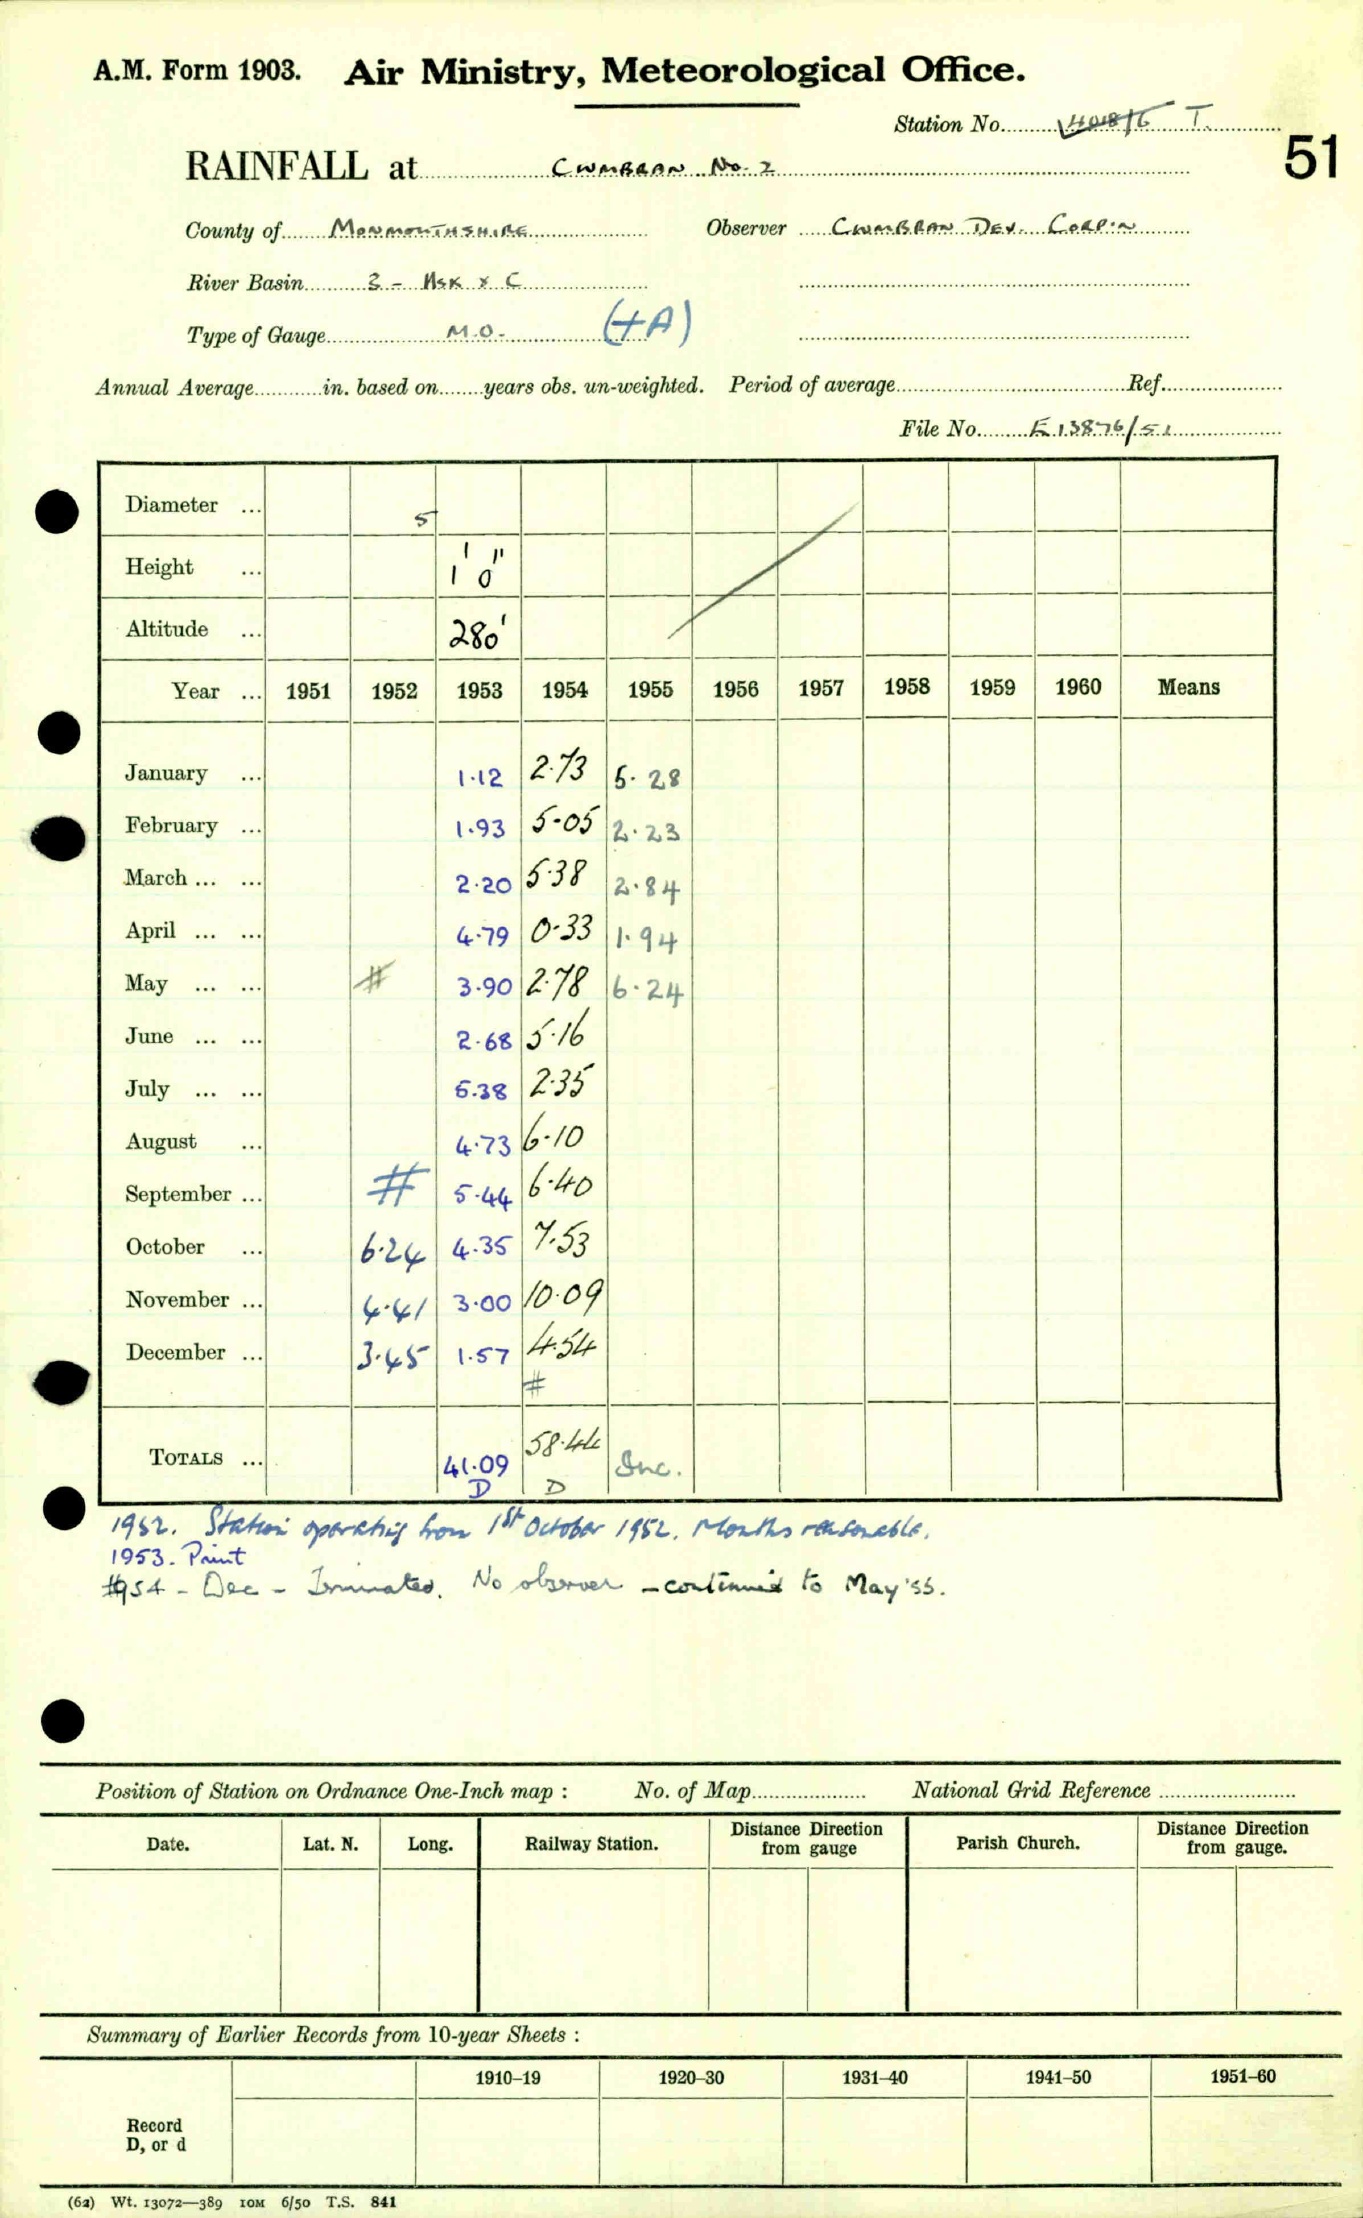 A.M. Form 1903. Air Ministry, Meteorological Office.
Station No. 4018/6 T.
51
RAINFALL at CWMBRAN No. 2
County of MONMOUTHSHIRE Observer CWMBRAN DEV. CORP'N
River Basin 3 - USK x C
Type of Gauge M.O. (+A)
Annual Average in. based on years obs. un-weighted. Period of average Ref.
File No. E13876/51
Diameter ... 5
Height ... 1' 0"
Altitude ... 280'
Year ... 1951 1952 1953 1954 1955 1956 1957 1958 1959 1960 Means
January ... 1.12 2.73 5.28
February ... 1.93 5.05 2.23
March ... ... 2.20 5.38 2.84
April ... ... 4.79 0.33 1.94
May ... ... # 3.90 2.78 6.24
June ... ... 2.68 5.16
July ... ... 5.38 2.35
August ... 4.73 6.10
September ... # 5.44 6.40
October ... 6.24 4.35 7.53
November ... 4.41 3.00 10.09
December ... 3.45 1.57 4.54
#
TOTALS ... 41.09 58.44 Inc.
D D
1952. Station operating from 1st October 1952. Months reasonable.
1953. Print
#954 - Dec - Terminated. No observer - continued to May '55.
Position of Station on Ordnance One-Inch map : No. of Map National Grid Reference
Date. Lat. N. Long. Railway Station. Distance Direction from gauge Parish Church. Distance Direction from gauge.
Summary of Earlier Records from 10-year Sheets :
1910–19 1920–30 1931–40 1941–50 1951–60
Record
D, or d
(62) Wt. 13072—389 10M 6/50 T.S. 841